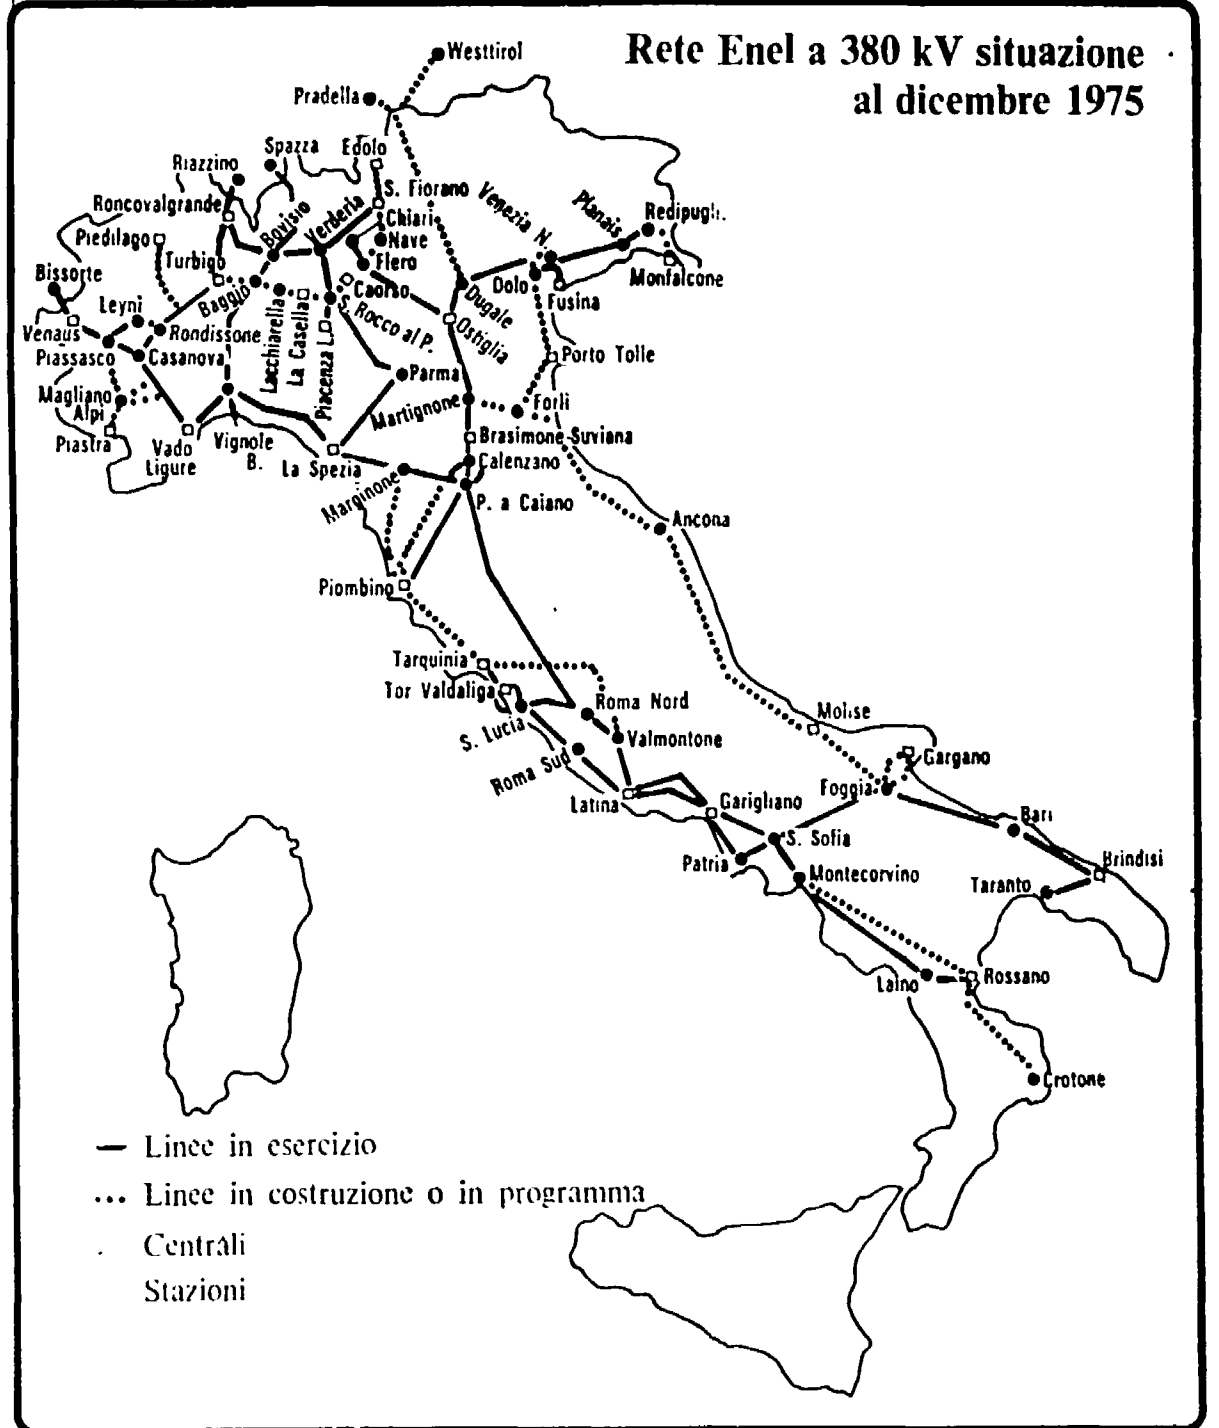 Rete Enel a 380 kV situazione
al dicembre 1975
Westtirol
Pradella
Spazza
Edolo
Riazzino
S. Fiorano
Roncovalgrande
Bovisio
Verderia
Chiari
Venezia N.
Planais
Redipugli.
Piedilago
Nave
Turbigo
Flero
Monfalcone
Bissorte
Baggio
Caorso
Dolo
Fusina
Dugale
Leyni
Lacchiarella
La Casella
S. Rocco al P.
Ostiglia
Venaus
Rondissone
Piacenza L.
Porto Tolle
Piassasco
Casanova
Parma
Magliano
Alpi
Martignone
Forli
Piastra
Vado
Ligure
Vignole
B.
La Spezia
Brasimone-Suviana
Calenzano
Marginone
P. a Caiano
Ancona
Piombino
Tarquinia
Tor Valdaliga
Roma Nord
S. Lucia
Valmontone
Molise
Roma Sud
Gargano
Latina
Garigliano
Foggia
Bari
S. Sofia
Patria
Montecorvino
Brindisi
Taranto
Laino
Rossano
Crotone
Linee in esercizio
Linee in costruzione o in programma
Centrali
Stazioni